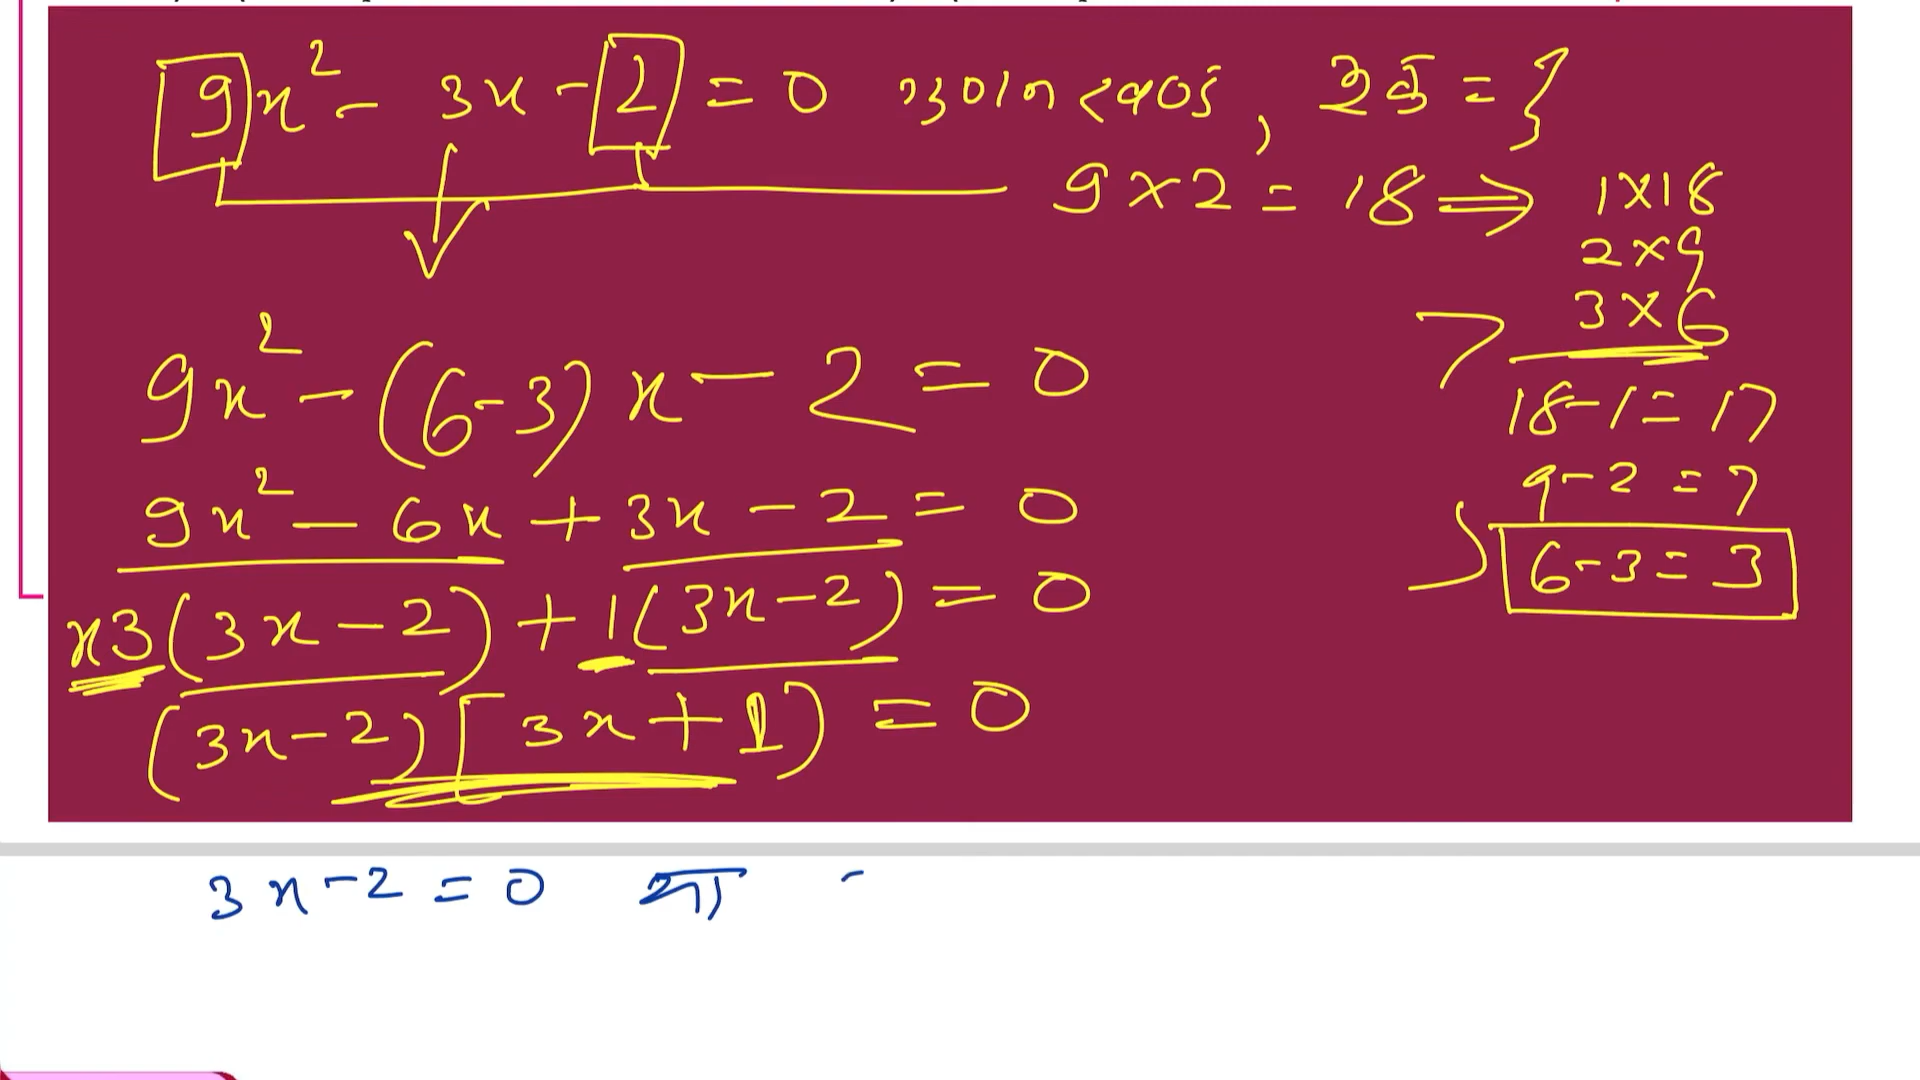 9x² - 3x - 2 = 0
9 × 2 = 18 ⇒ 1×18
2×9
3×6
9x² - (6-3)x - 2 = 0
18-1 = 17
9x² - 6x + 3x - 2 = 0
9-2 = 7
x3(3x-2) + 1(3x-2) = 0
6-3 = 3
(3x-2)[3x+1) = 0
3x-2 = 0 या